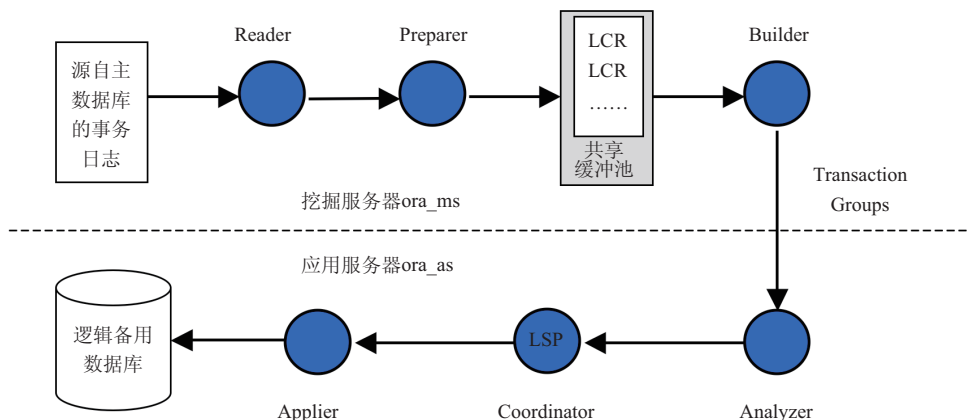 Reader
Preparer
Builder
源自主
数据库
的事务
日志
LCR
LCR
……
共享
缓冲池
挖掘服务器ora_ms
Transaction
Groups
应用服务器ora_as
逻辑备用
数据库
LSP
Applier
Coordinator
Analyzer